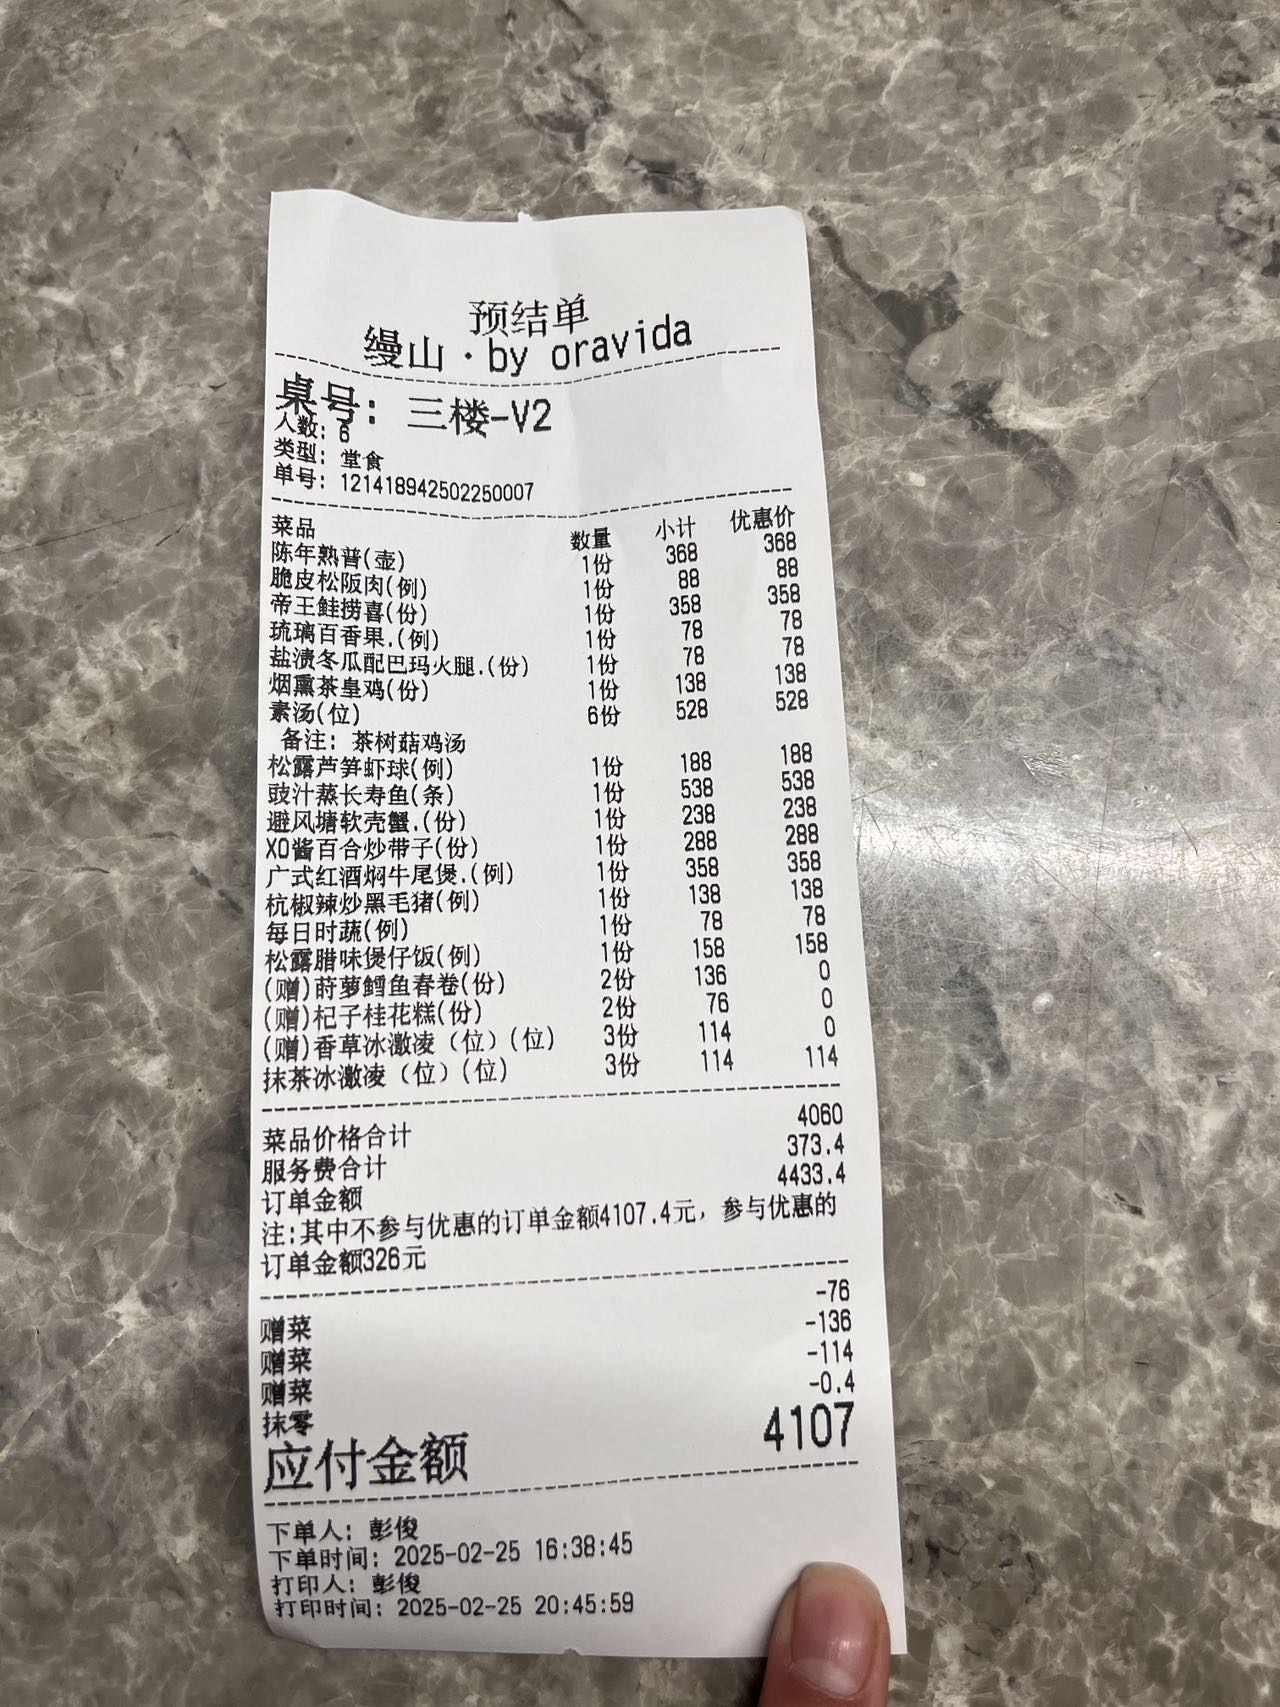 预结单
缦山·by oravida
桌号: 三楼-V2
人数: 6
类型: 堂食
单号: 121418942502250007
菜品 数量 小计 优惠价
陈年熟普(壶) 1份 368 368
脆皮松阪肉(例) 1份 88 88
帝王鲑捞喜(份) 1份 358 358
琉璃百香果.(例) 1份 78 78
盐渍冬瓜配巴玛火腿.(份) 1份 78 78
烟熏茶皇鸡(份) 1份 138 138
素汤(位) 6份 528 528
备注: 茶树菇鸡汤
松露芦笋虾球(例) 1份 188 188
豉汁蒸长寿鱼(条) 1份 538 538
避风塘软壳蟹.(份) 1份 238 238
XO酱百合炒带子(份) 1份 288 288
广式红酒焖牛尾煲.(例) 1份 358 358
杭椒辣炒黑毛猪(例) 1份 138 138
每日时蔬(例) 1份 78 78
松露腊味煲仔饭(例) 1份 158 158
(赠)莳萝鳕鱼春卷(份) 2份 136 0
(赠)杞子桂花糕(份) 2份 76 0
(赠)香草冰激凌（位）(位) 3份 114 0
抹茶冰激凌（位）(位) 3份 114 114
菜品价格合计 4060
服务费合计 373.4
订单金额 4433.4
注:其中不参与优惠的订单金额4107.4元，参与优惠的
订单金额326元
赠菜 -76
赠菜 -136
赠菜 -114
抹零 -0.4
应付金额 4107
下单人: 彭俊
下单时间: 2025-02-25 16:38:45
打印人: 彭俊
打印时间: 2025-02-25 20:45:59